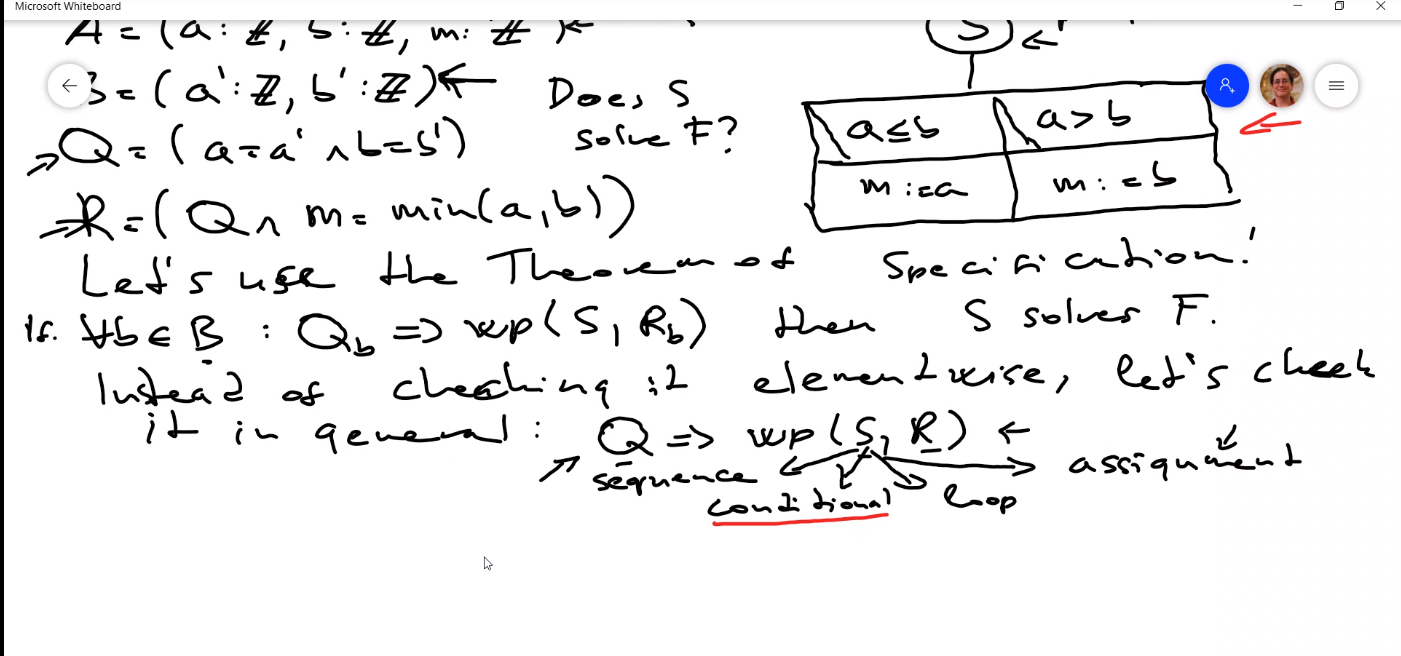 Microsoft Whiteboard
A = (a:ℤ, b:ℤ, m:ℤ)
S
B = (a':ℤ, b':ℤ)
Does S
solve F?
Q = (a=a' ∧ b=b')
a≤b
a>b
m:=a
m:=b
R = (Q ∧ m = min(a,b))
Let's use the Theorem of Specification!
If ∀b∈B : Q_b => wp(S, R_b) then S solves F.
Instead of checking it elementwise, let's check
it in general: Q => wp(S, R)
sequence
conditional
loop
assignment